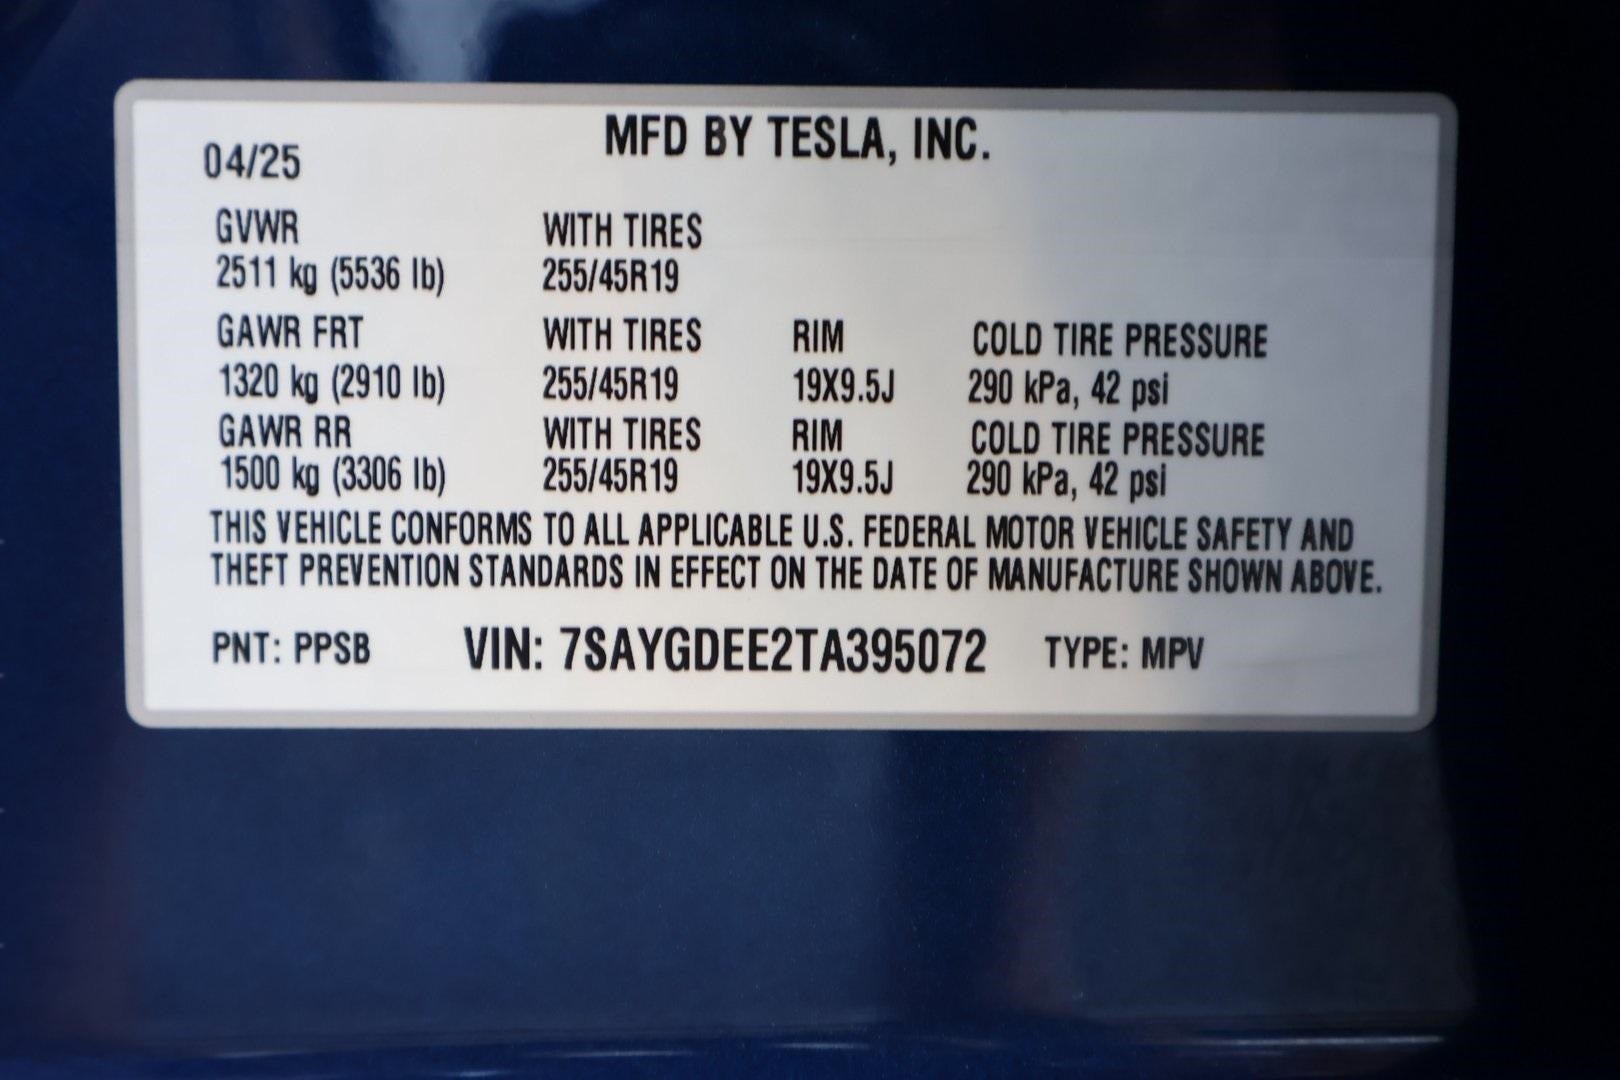 MFD BY TESLA, INC.
04/25
GVWR WITH TIRES
2511 kg (5536 lb) 255/45R19
GAWR FRT WITH TIRES RIM COLD TIRE PRESSURE
1320 kg (2910 lb) 255/45R19 19X9.5J 290 kPa, 42 psi
GAWR RR WITH TIRES RIM COLD TIRE PRESSURE
1500 kg (3306 lb) 255/45R19 19X9.5J 290 kPa, 42 psi
THIS VEHICLE CONFORMS TO ALL APPLICABLE U.S. FEDERAL MOTOR VEHICLE SAFETY AND
THEFT PREVENTION STANDARDS IN EFFECT ON THE DATE OF MANUFACTURE SHOWN ABOVE.
PNT: PPSB VIN: 7SAYGDEE2TA395072 TYPE: MPV